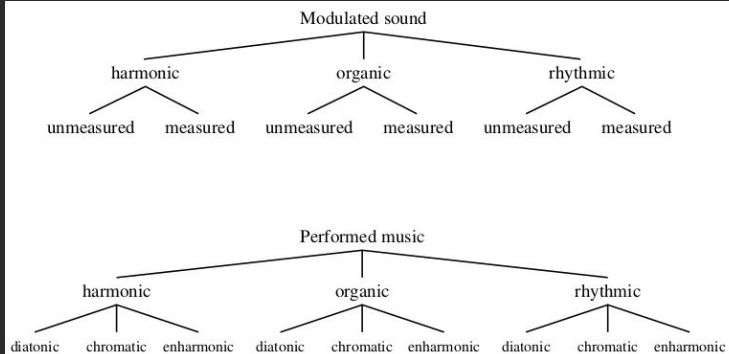 Modulated sound
harmonic organic rhythmic
unmeasured measured unmeasured measured unmeasured measured
Performed music
harmonic organic rhythmic
diatonic chromatic enharmonic diatonic chromatic enharmonic diatonic chromatic enharmonic